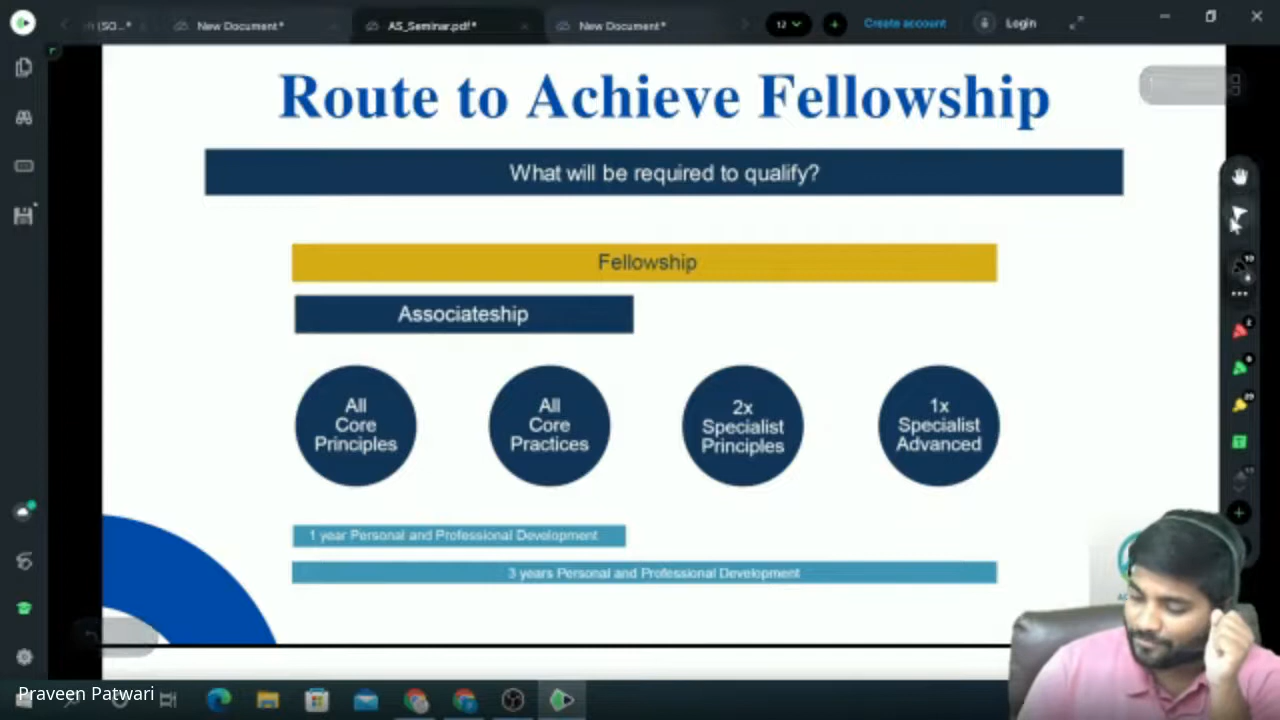 New Document*
AS_Seminar.pdf*
New Document*
12
Create account
Login
Route to Achieve Fellowship
What will be required to qualify?
Fellowship
Associateship
All
Core
Principles
All
Core
Practices
2x
Specialist
Principles
1x
Specialist
Advanced
1 year Personal and Professional Development
3 years Personal and Professional Development
Praveen Patwari